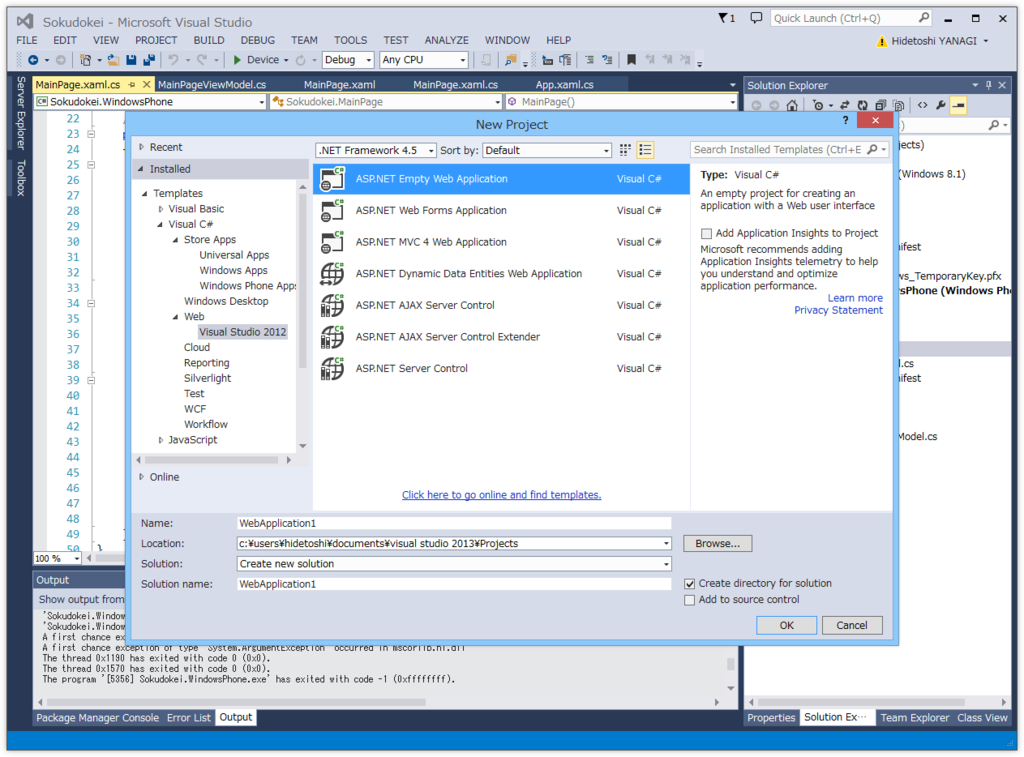 Sokudokei - Microsoft Visual Studio
1
Quick Launch (Ctrl+Q)
FILE EDIT VIEW PROJECT BUILD DEBUG TEAM TOOLS TEST ANALYZE WINDOW HELP
Hidetoshi YANAGI
Device Debug Any CPU
Server Explorer
Toolbox
MainPage.xaml.cs MainPageViewModel.cs MainPage.xaml MainPage.xaml.cs App.xaml.cs
Solution Explorer
Sokudokei.WindowsPhone Sokudokei.MainPage MainPage()
22
23
24
25
26
27
28
29
30
31
32
33
34
35
36
37
38
39
40
41
42
43
44
45
46
47
48
49
50 }
100 %
New Project
? ×
Recent
Installed
Templates
Visual Basic
Visual C#
Store Apps
Universal Apps
Windows Apps
Windows Phone Apps
Windows Desktop
Web
Visual Studio 2012
Cloud
Reporting
Silverlight
Test
WCF
Workflow
JavaScript
Online
.NET Framework 4.5 Sort by: Default
Search Installed Templates (Ctrl+E
ASP.NET Empty Web Application Visual C#
ASP.NET Web Forms Application Visual C#
ASP.NET MVC 4 Web Application Visual C#
ASP.NET Dynamic Data Entities Web Application Visual C#
ASP.NET AJAX Server Control Visual C#
ASP.NET AJAX Server Control Extender Visual C#
ASP.NET Server Control Visual C#
Click here to go online and find templates.
Type: Visual C#
An empty project for creating an
application with a Web user interface
Add Application Insights to Project
Microsoft recommends adding
Application Insights telemetry to help
you understand and optimize
application performance.
Learn more
Privacy Statement
Name: WebApplication1
Location: c:¥users¥hidetoshi¥documents¥visual studio 2013¥Projects
Browse...
Solution: Create new solution
Solution name: WebApplication1
Create directory for solution
Add to source control
OK Cancel
jects)
(Windows 8.1)
ifest
ws_TemporaryKey.pfx
sPhone (Windows Pho
l.cs
ifest
Model.cs
Output
Show output from
'Sokudokei.Window
'Sokudokei.Window
A first chance ex
A first chance exception of type 'System.ArgumentException' occurred in mscorlib.ni.dll
The thread 0x1190 has exited with code 0 (0x0).
The thread 0x1570 has exited with code 0 (0x0).
The program '[5356] Sokudokei.WindowsPhone.exe' has exited with code -1 (0xffffffff).
Package Manager Console Error List Output
Properties Solution Ex... Team Explorer Class View